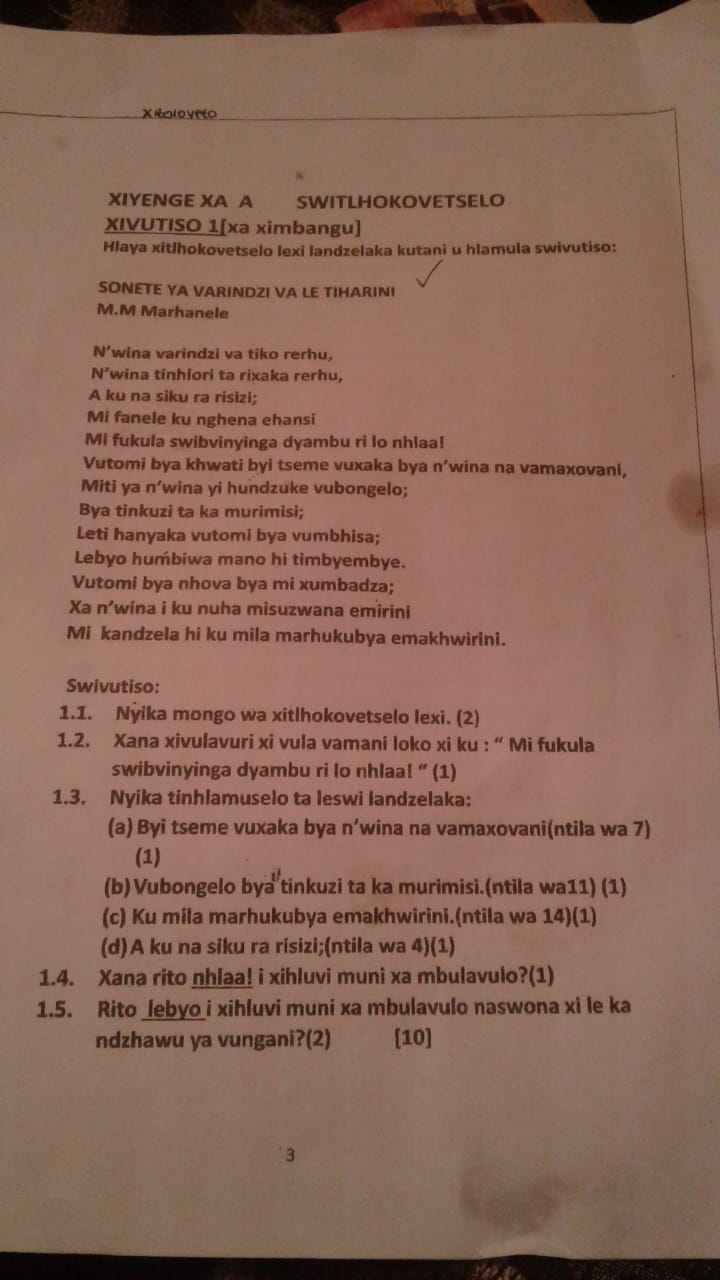 Xitoloveto
XIYENGE XA A SWITLHOKOVETSELO
XIVUTISO 1[xa ximbangu]
Hlaya xitlhokovetselo lexi landzelaka kutani u hlamula swivutiso:
SONETE YA VARINDZI VA LE TIHARINI
M.M Marhanele
N'wina varindzi va tiko rerhu,
N'wina tinhlori ta rixaka rerhu,
A ku na siku ra risizi;
Mi fanele ku nghena ehansi
Mi fukula swibvinyinga dyambu ri lo nhlaa!
Vutomi bya khwati byi tseme vuxaka bya n'wina na vamaxovani,
Miti ya n'wina yi hundzuke vubongelo;
Bya tinkuzi ta ka murimisi;
Leti hanyaka vutomi bya vumbhisa;
Lebyo humbiwa mano hi timbyembye.
Vutomi bya nhova bya mi xumbadza;
Xa n'wina i ku nuha misuzwana emirini
Mi kandzela hi ku mila marhukubya emakhwirini.
Swivutiso:
1.1. Nyika mongo wa xitlhokovetselo lexi. (2)
1.2. Xana xivulavuri xi vula vamani loko xi ku : “ Mi fukula
swibvinyinga dyambu ri lo nhlaa! “ (1)
1.3. Nyika tinhlamuselo ta leswi landzelaka:
(a) Byi tseme vuxaka bya n'wina na vamaxovani(ntila wa 7)
(1)
(b) Vubongelo bya tinkuzi ta ka murimisi.(ntila wa11) (1)
(c) Ku mila marhukubya emakhwirini.(ntila wa 14)(1)
(d) A ku na siku ra risizi;(ntila wa 4)(1)
1.4. Xana rito nhlaa! i xihluvi muni xa mbulavulo?(1)
1.5. Rito lebyo i xihluvi muni xa mbulavulo naswona xi le ka
ndzhawu ya vungani?(2) [10]
3